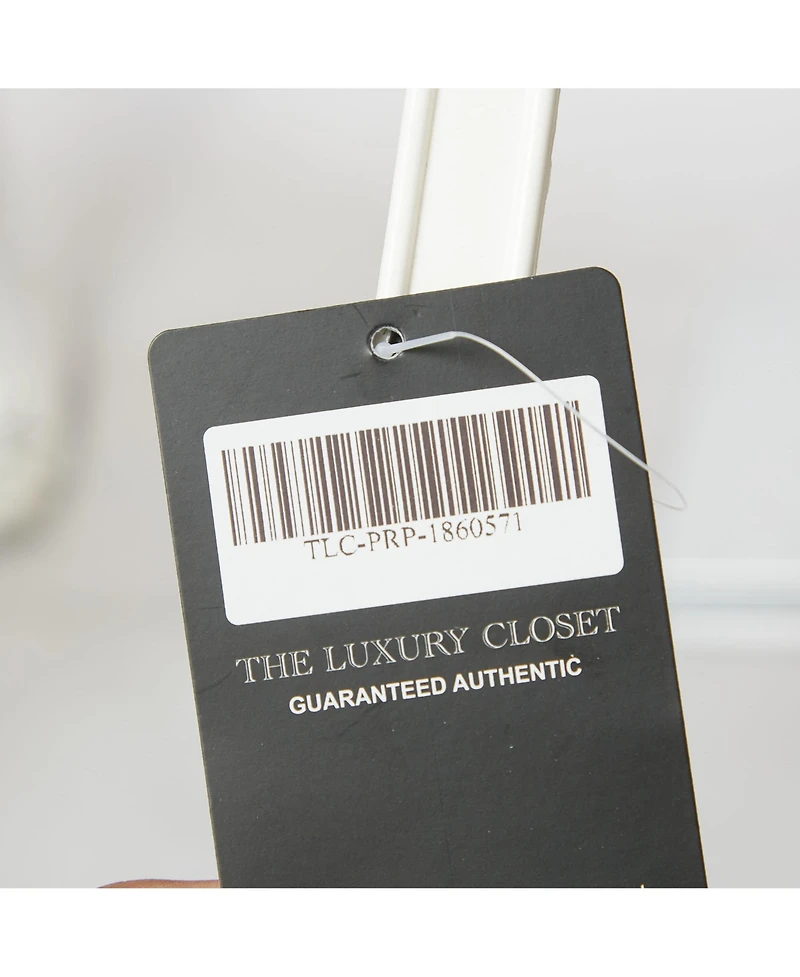 TLC-PRP-1860571
THE LUXURY CLOSET
GUARANTEED AUTHENTIC